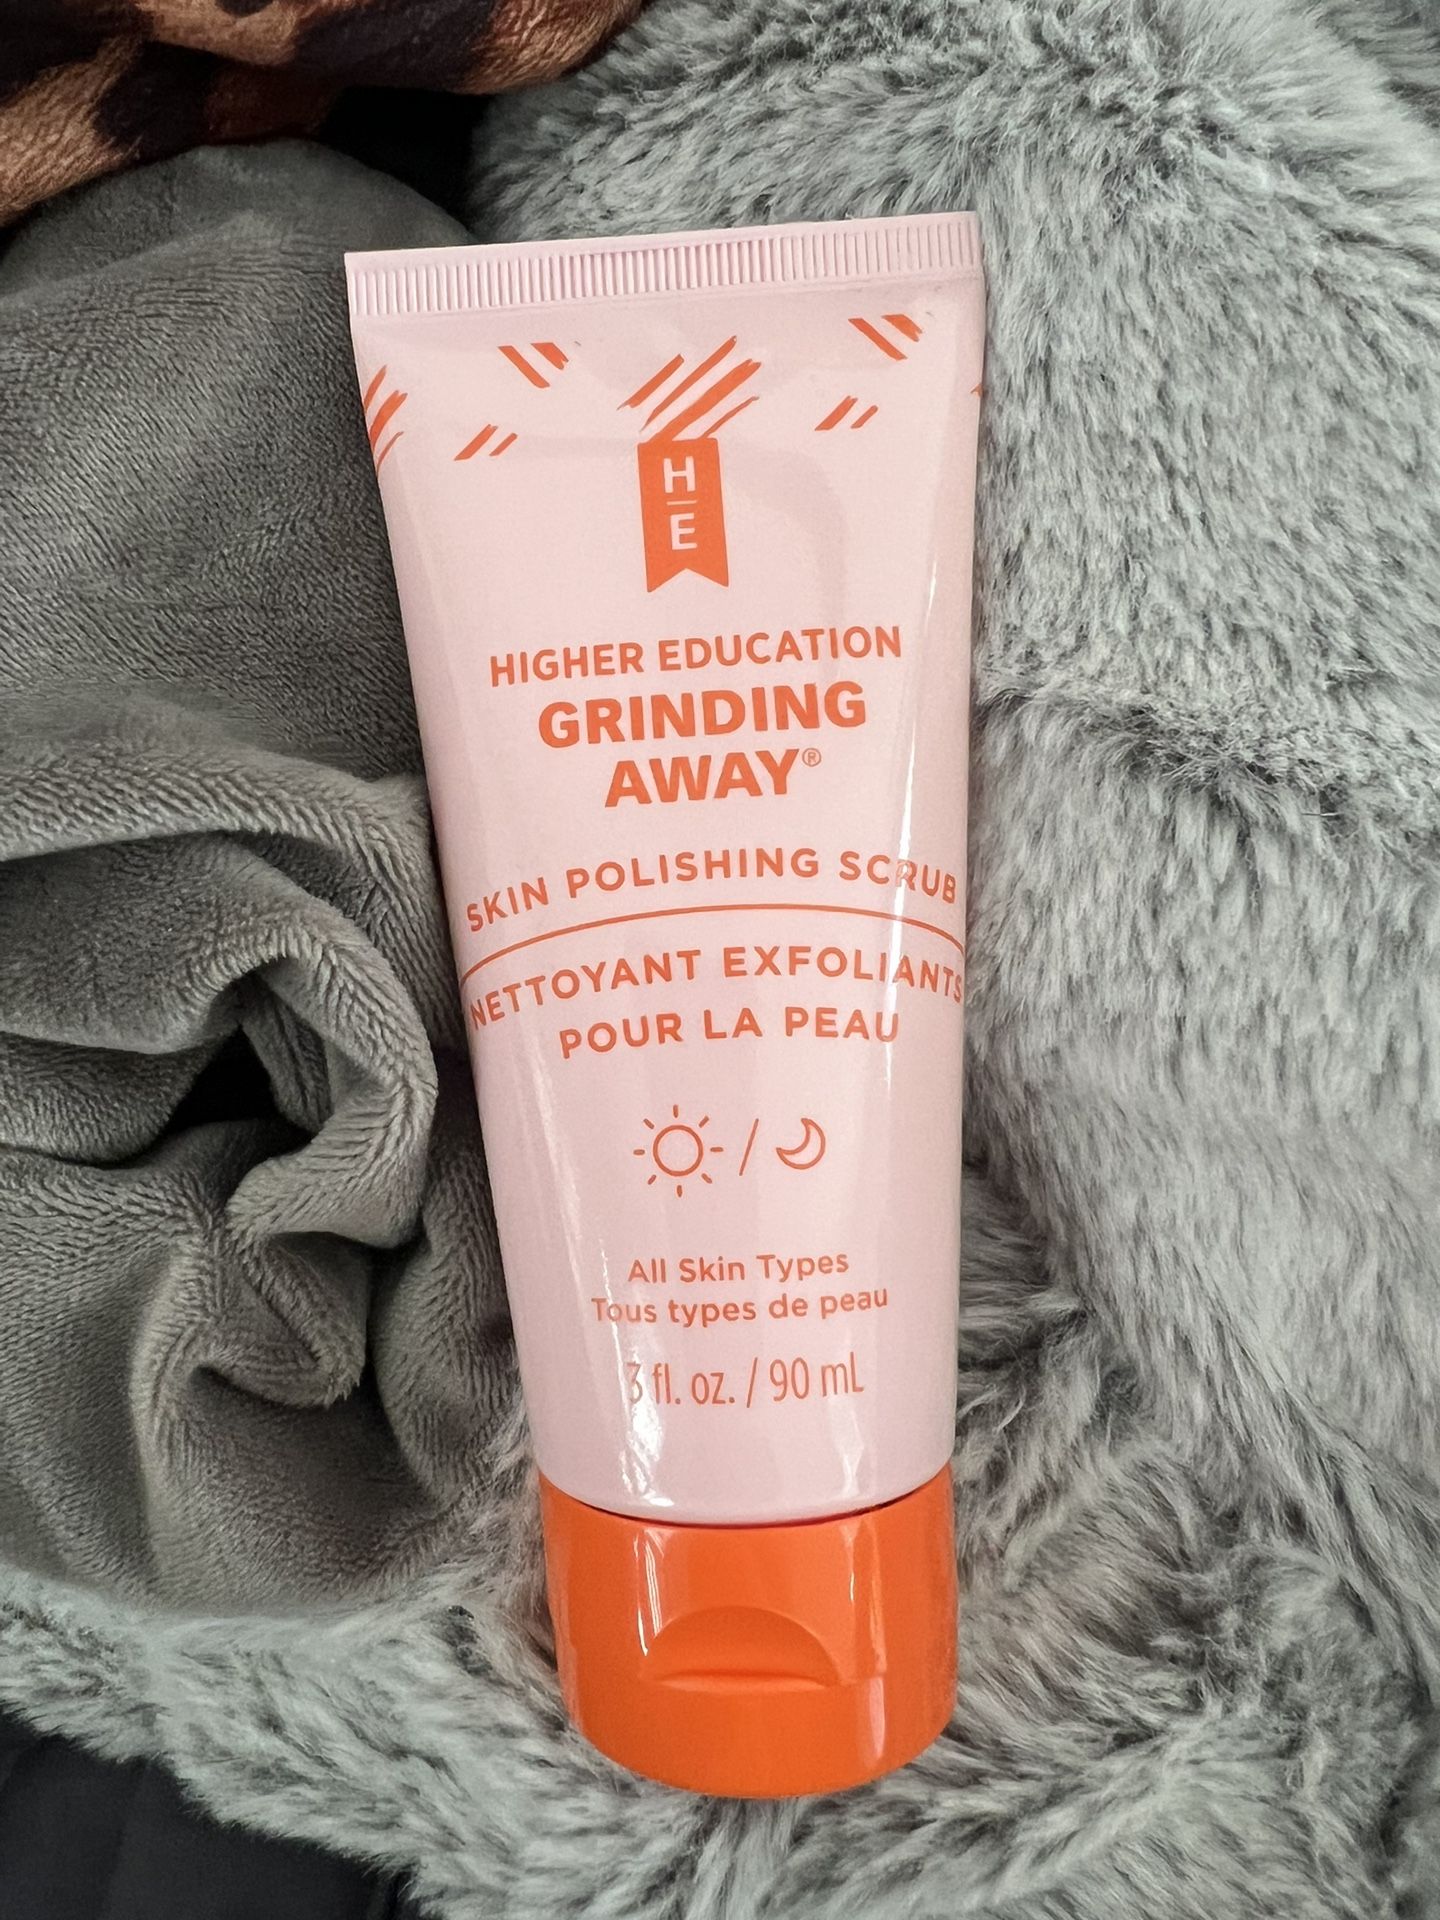 H
E
HIGHER EDUCATION
GRINDING
AWAY®
SKIN POLISHING SCRUB
NETTOYANT EXFOLIANTS
POUR LA PEAU
All Skin Types
Tous types de peau
3 fl. oz. / 90 mL